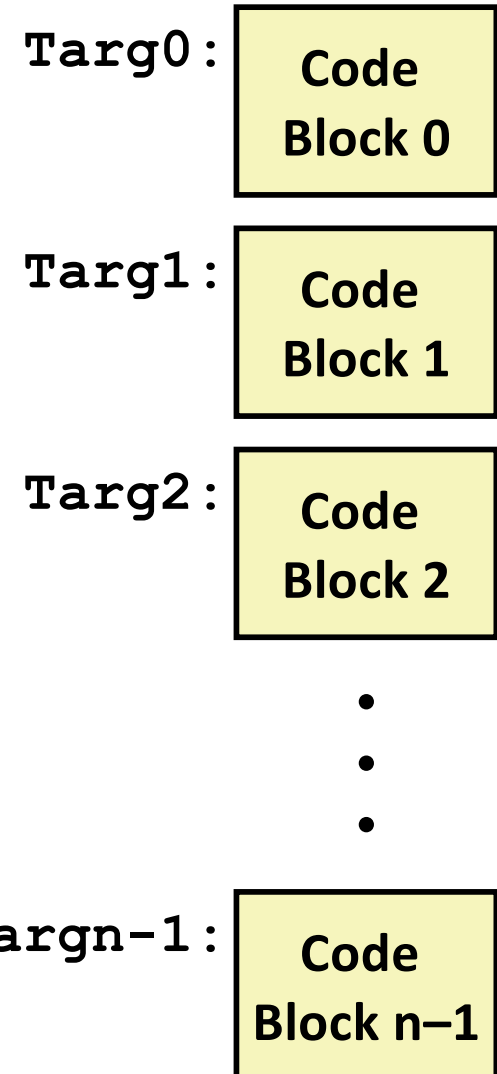 Targ0:
Code
Block 0
Targ1:
Code
Block 1
Targ2:
Code
Block 2
argn-1:
Code
Block n–1